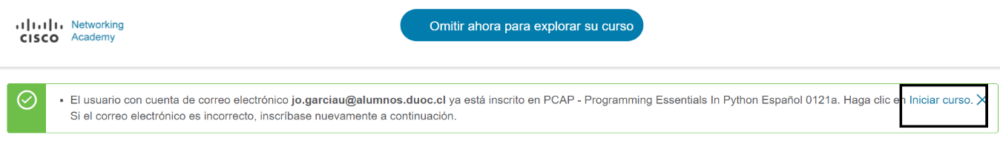 Networking
CISCO Academy
Omitir ahora para explorar su curso
• El usuario con cuenta de correo electrónico jo.garciau@alumnos.duoc.cl ya está inscrito en PCAP - Programming Essentials In Python Español 0121a. Haga clic en Iniciar curso.
Si el correo electrónico es incorrecto, inscríbase nuevamente a continuación.